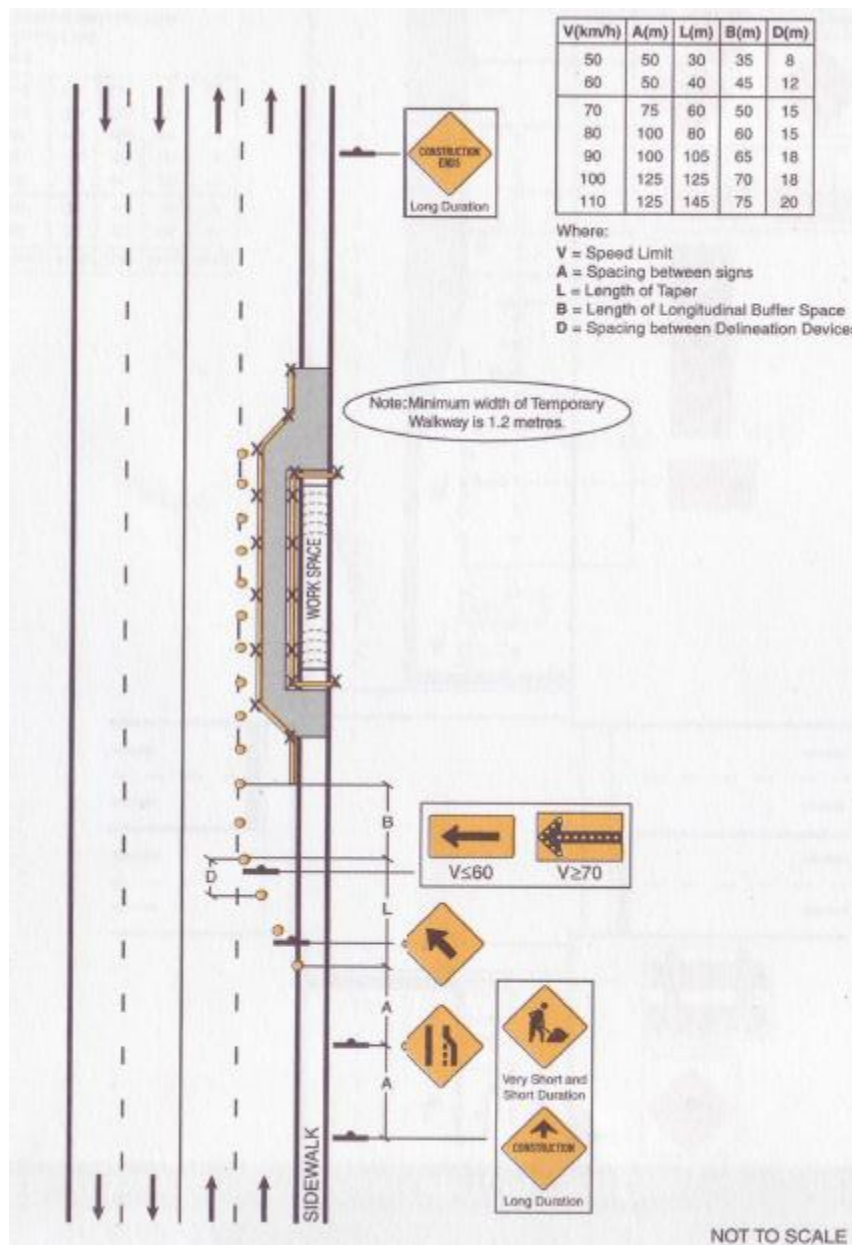 V(km/h) A(m) L(m) B(m) D(m)
50 50 30 35 8
60 50 40 45 12
70 75 60 50 15
80 100 80 60 15
90 100 105 65 18
100 125 125 70 18
110 125 145 75 20
Where:
V = Speed Limit
A = Spacing between signs
L = Length of Taper
B = Length of Longitudinal Buffer Space
D = Spacing between Delineation Devices
CONSTRUCTION
ENDS
Long Duration
Note:Minimum width of Temporary
Walkway is 1.2 metres.
WORK SPACE
B
D
V≤60 V≥70
L
A
A
Very Short and
Short Duration
CONSTRUCTION
Long Duration
SIDEWALK
NOT TO SCALE